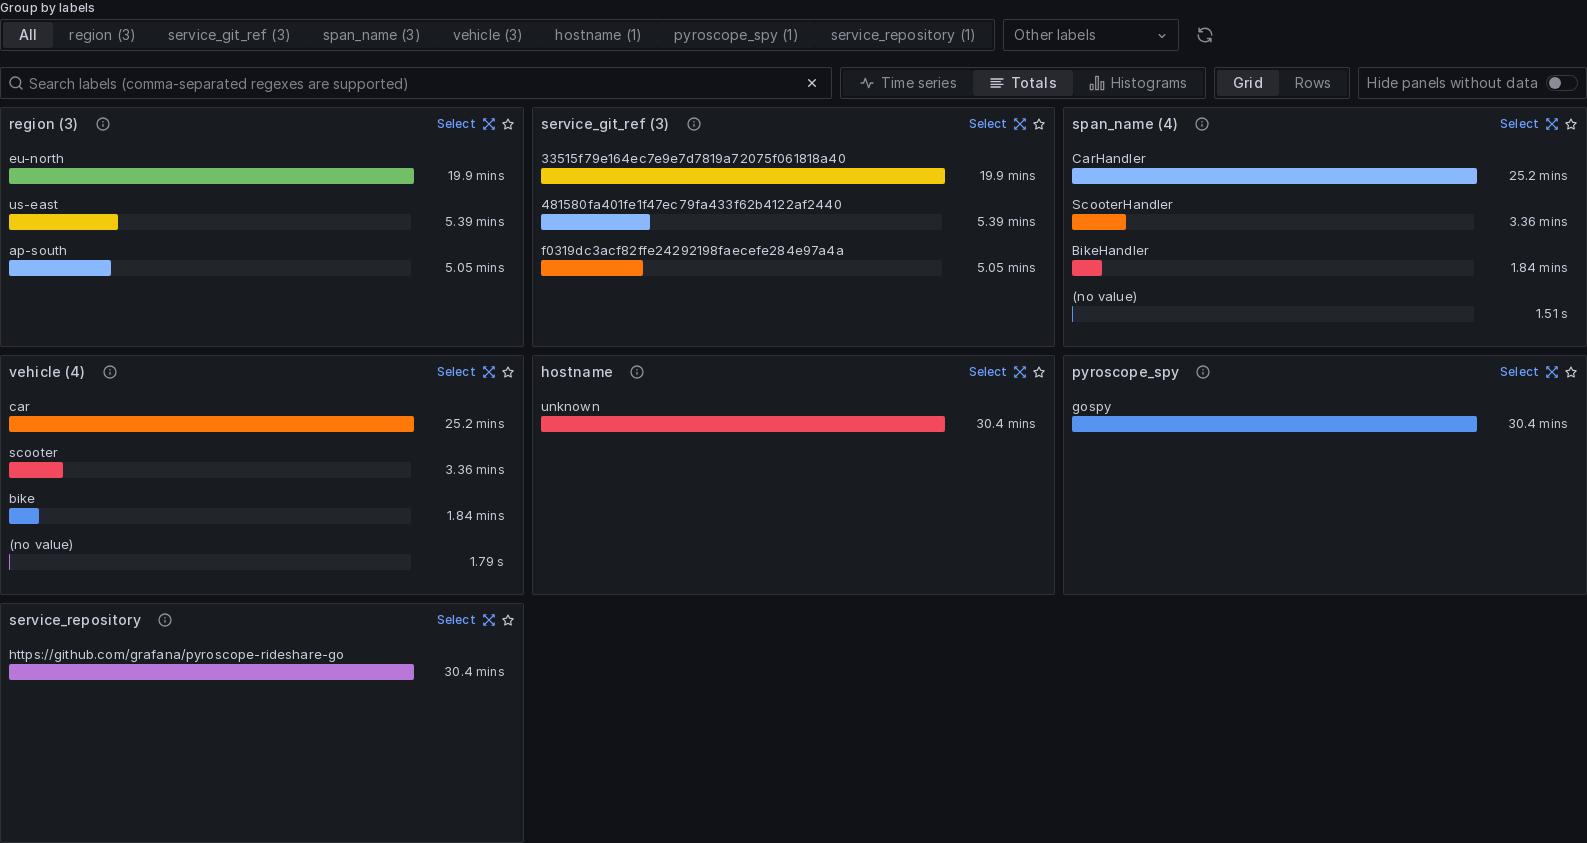 Group by labels
All region (3) service_git_ref (3) span_name (3) vehicle (3) hostname (1) pyroscope_spy (1) service_repository (1) Other labels
Search labels (comma-separated regexes are supported) Time series Totals Histograms Grid Rows Hide panels without data
region (3) Select
eu-north
19.9 mins
us-east
5.39 mins
ap-south
5.05 mins
service_git_ref (3) Select
33515f79e164ec7e9e7d7819a72075f061818a40
19.9 mins
481580fa401fe1f47ec79fa433f62b4122af2440
5.39 mins
f0319dc3acf82ffe24292198faecefe284e97a4a
5.05 mins
span_name (4) Select
CarHandler
25.2 mins
ScooterHandler
3.36 mins
BikeHandler
1.84 mins
(no value)
1.51 s
vehicle (4) Select
car
25.2 mins
scooter
3.36 mins
bike
1.84 mins
(no value)
1.79 s
hostname Select
unknown
30.4 mins
pyroscope_spy Select
gospy
30.4 mins
service_repository Select
https://github.com/grafana/pyroscope-rideshare-go
30.4 mins